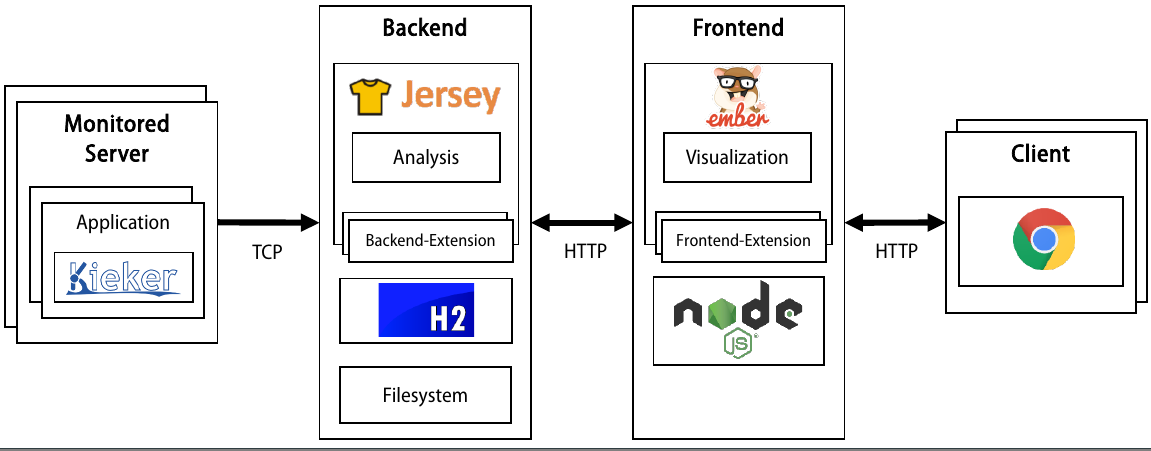 Monitored
Server
Application
Kieker
TCP
Backend
Jersey
Analysis
Backend-Extension
H2
Filesystem
HTTP
Frontend
ember
Visualization
Frontend-Extension
node
JS
®
HTTP
Client